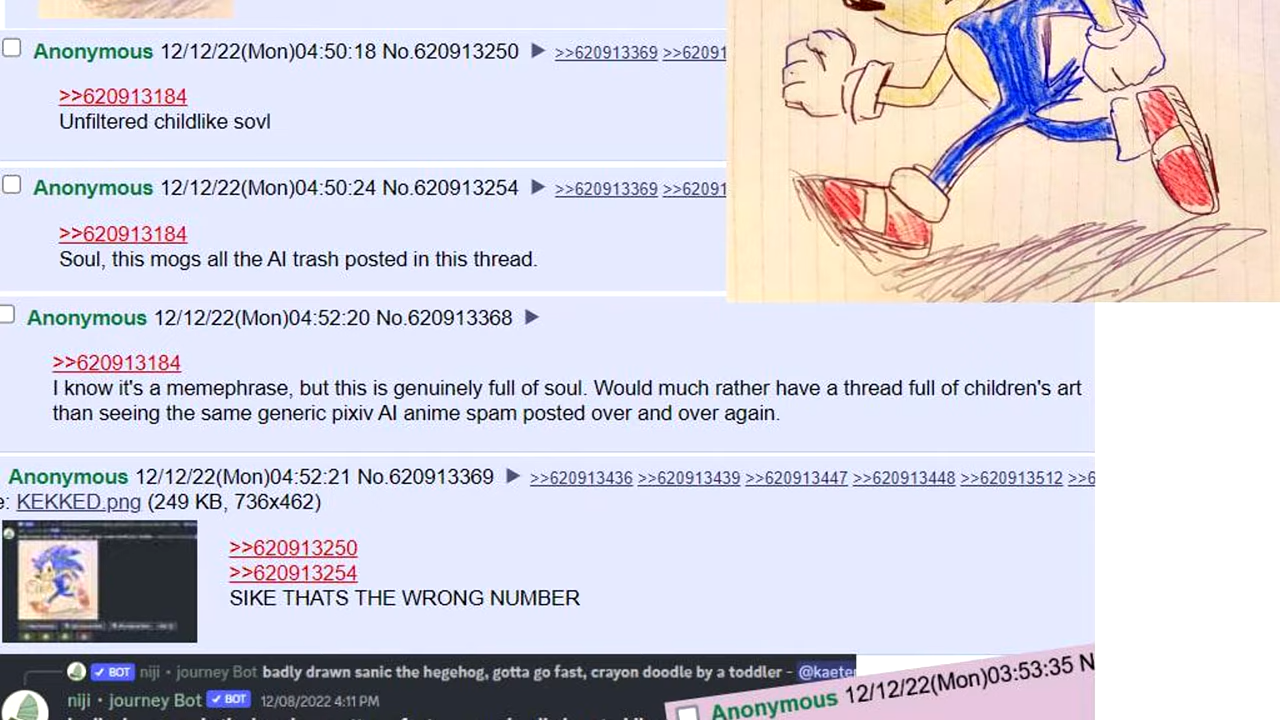 Anonymous 12/12/22(Mon)04:50:18 No.620913250 ▶ >>620913369 >>62091
>>620913184
Unfiltered childlike sovl
Anonymous 12/12/22(Mon)04:50:24 No.620913254 ▶ >>620913369 >>62091
>>620913184
Soul, this mogs all the AI trash posted in this thread.
Anonymous 12/12/22(Mon)04:52:20 No.620913368 ▶
>>620913184
I know it's a memephrase, but this is genuinely full of soul. Would much rather have a thread full of children's art
than seeing the same generic pixiv AI anime spam posted over and over again.
Anonymous 12/12/22(Mon)04:52:21 No.620913369 ▶ >>620913436 >>620913439 >>620913447 >>620913448 >>620913512 >>6
e: KEKKED.png (249 KB, 736x462)
>>620913250
>>620913254
SIKE THATS THE WRONG NUMBER
✓ BOT niji • journey Bot badly drawn sanic the hegehog, gotta go fast, crayon doodle by a toddler - @kaete
niji • journey Bot ✓ BOT 12/08/2022 4:11 PM
Anonymous 12/12/22(Mon)03:53:35 N